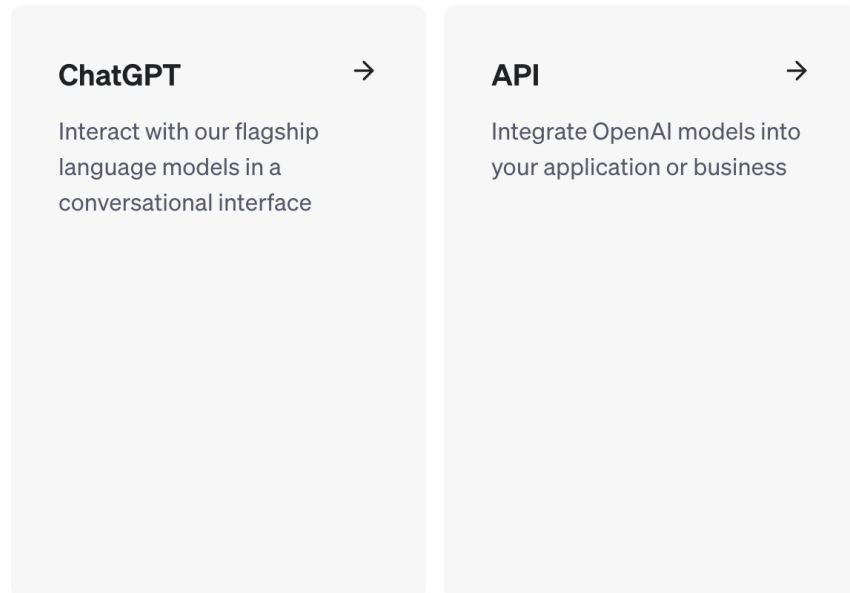 ChatGPT
Interact with our flagship
language models in a
conversational interface
API
Integrate OpenAI models into
your application or business